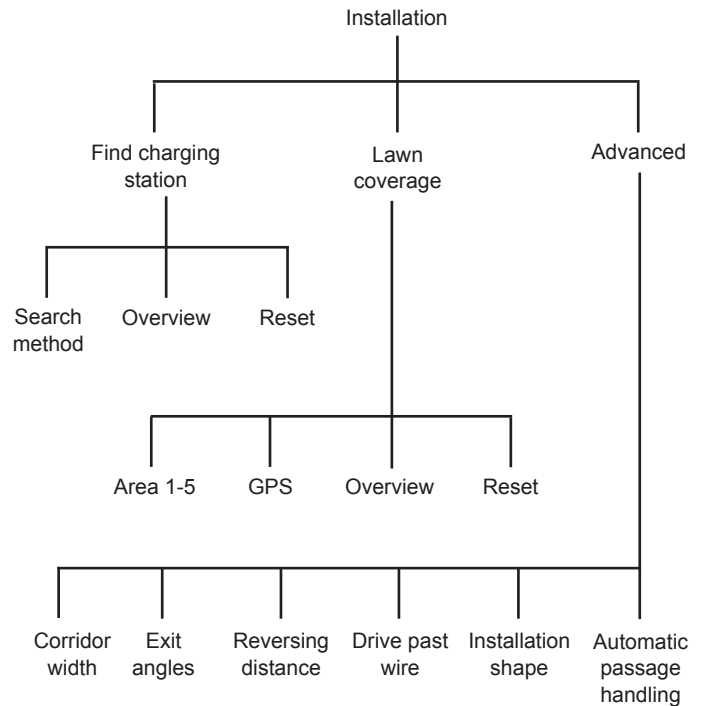 Installation
Find charging
station
Lawn
coverage
Advanced
Search
method
Overview
Reset
Area 1-5
GPS
Overview
Reset
Corridor
width
Exit
angles
Reversing
distance
Drive past
wire
Installation
shape
Automatic
passage
handling